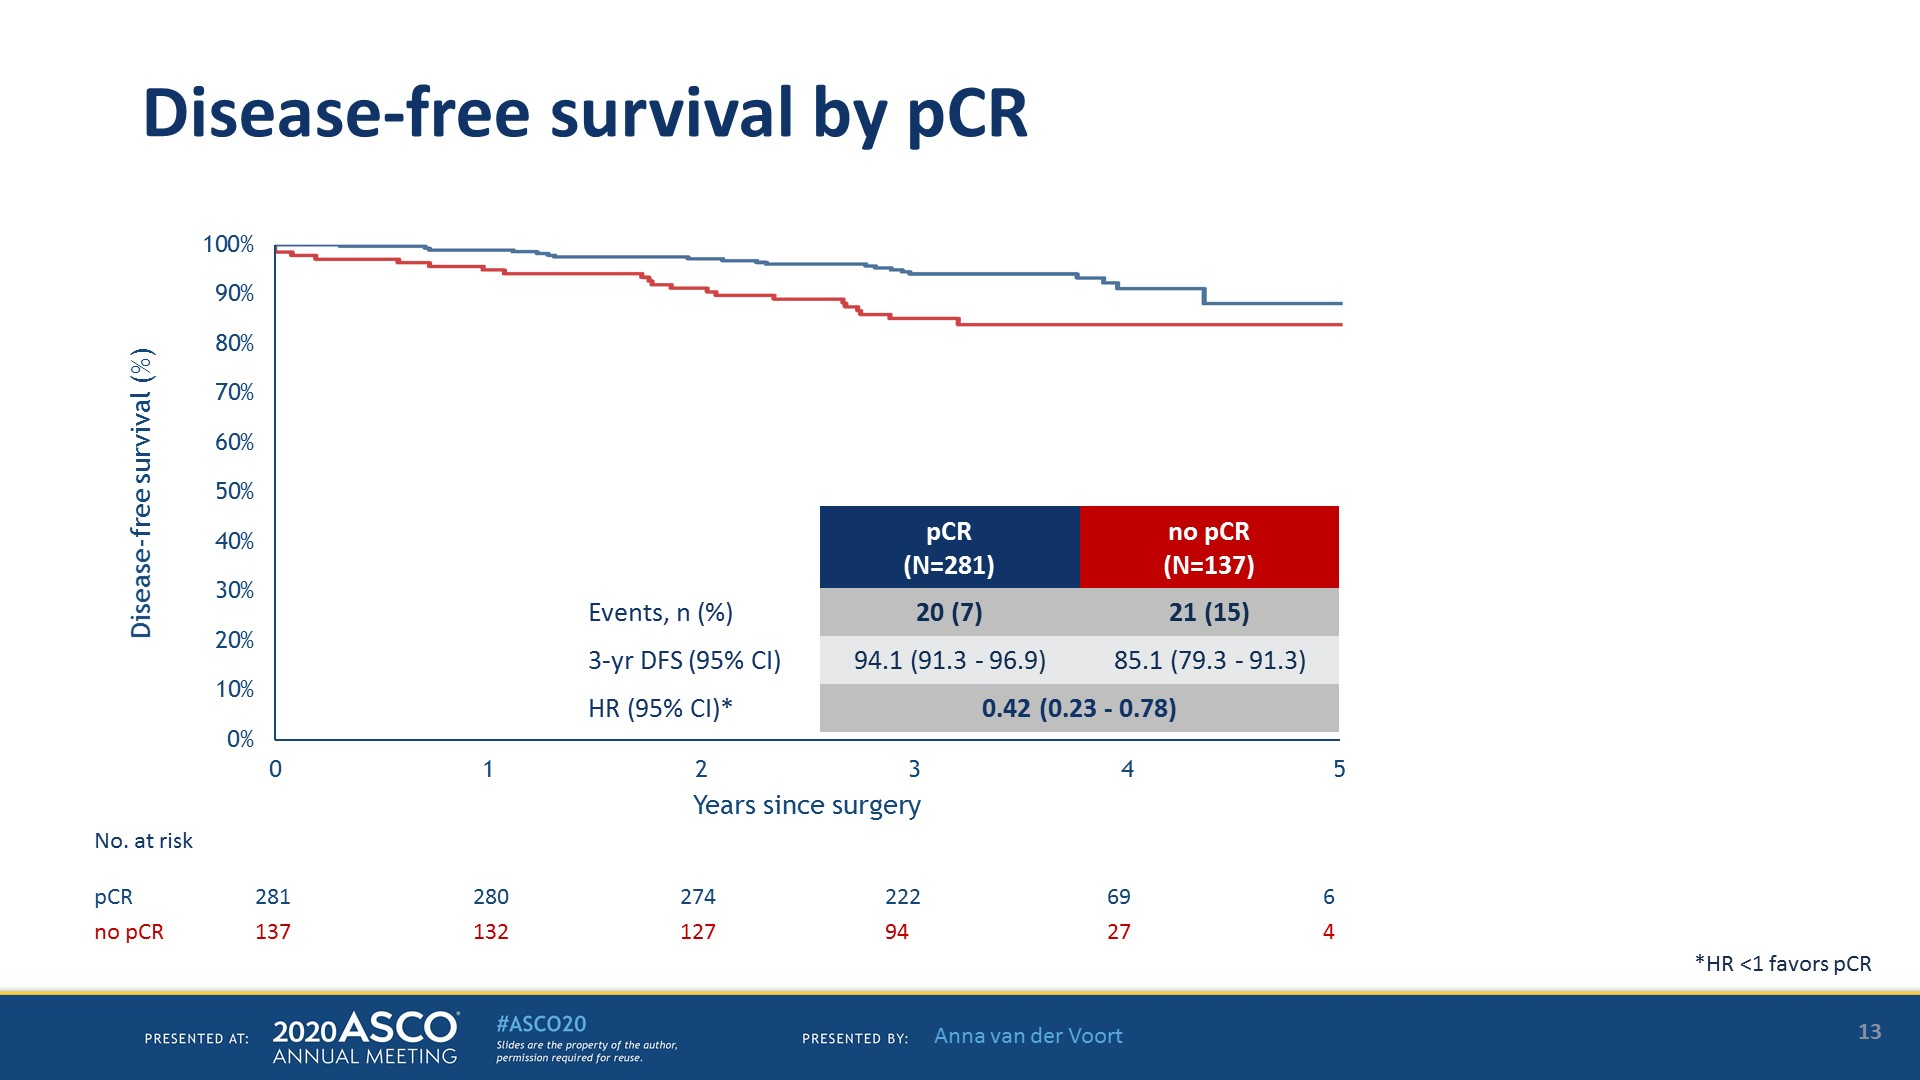 Disease-free survival by pCR
Disease-free survival (%)
100%
90%
80%
70%
60%
50%
40%
30%
20%
10%
0%
0 1 2 3 4 5
Years since surgery
pCR
(N=281)
no pCR
(N=137)
Events, n (%) 20 (7) 21 (15)
3-yr DFS (95% CI) 94.1 (91.3 - 96.9) 85.1 (79.3 - 91.3)
HR (95% CI)* 0.42 (0.23 - 0.78)
No. at risk
pCR 281 280 274 222 69 6
no pCR 137 132 127 94 27 4
*HR <1 favors pCR
PRESENTED AT:
2020 ASCO®
ANNUAL MEETING
#ASCO20
Slides are the property of the author,
permission required for reuse.
PRESENTED BY: Anna van der Voort
13